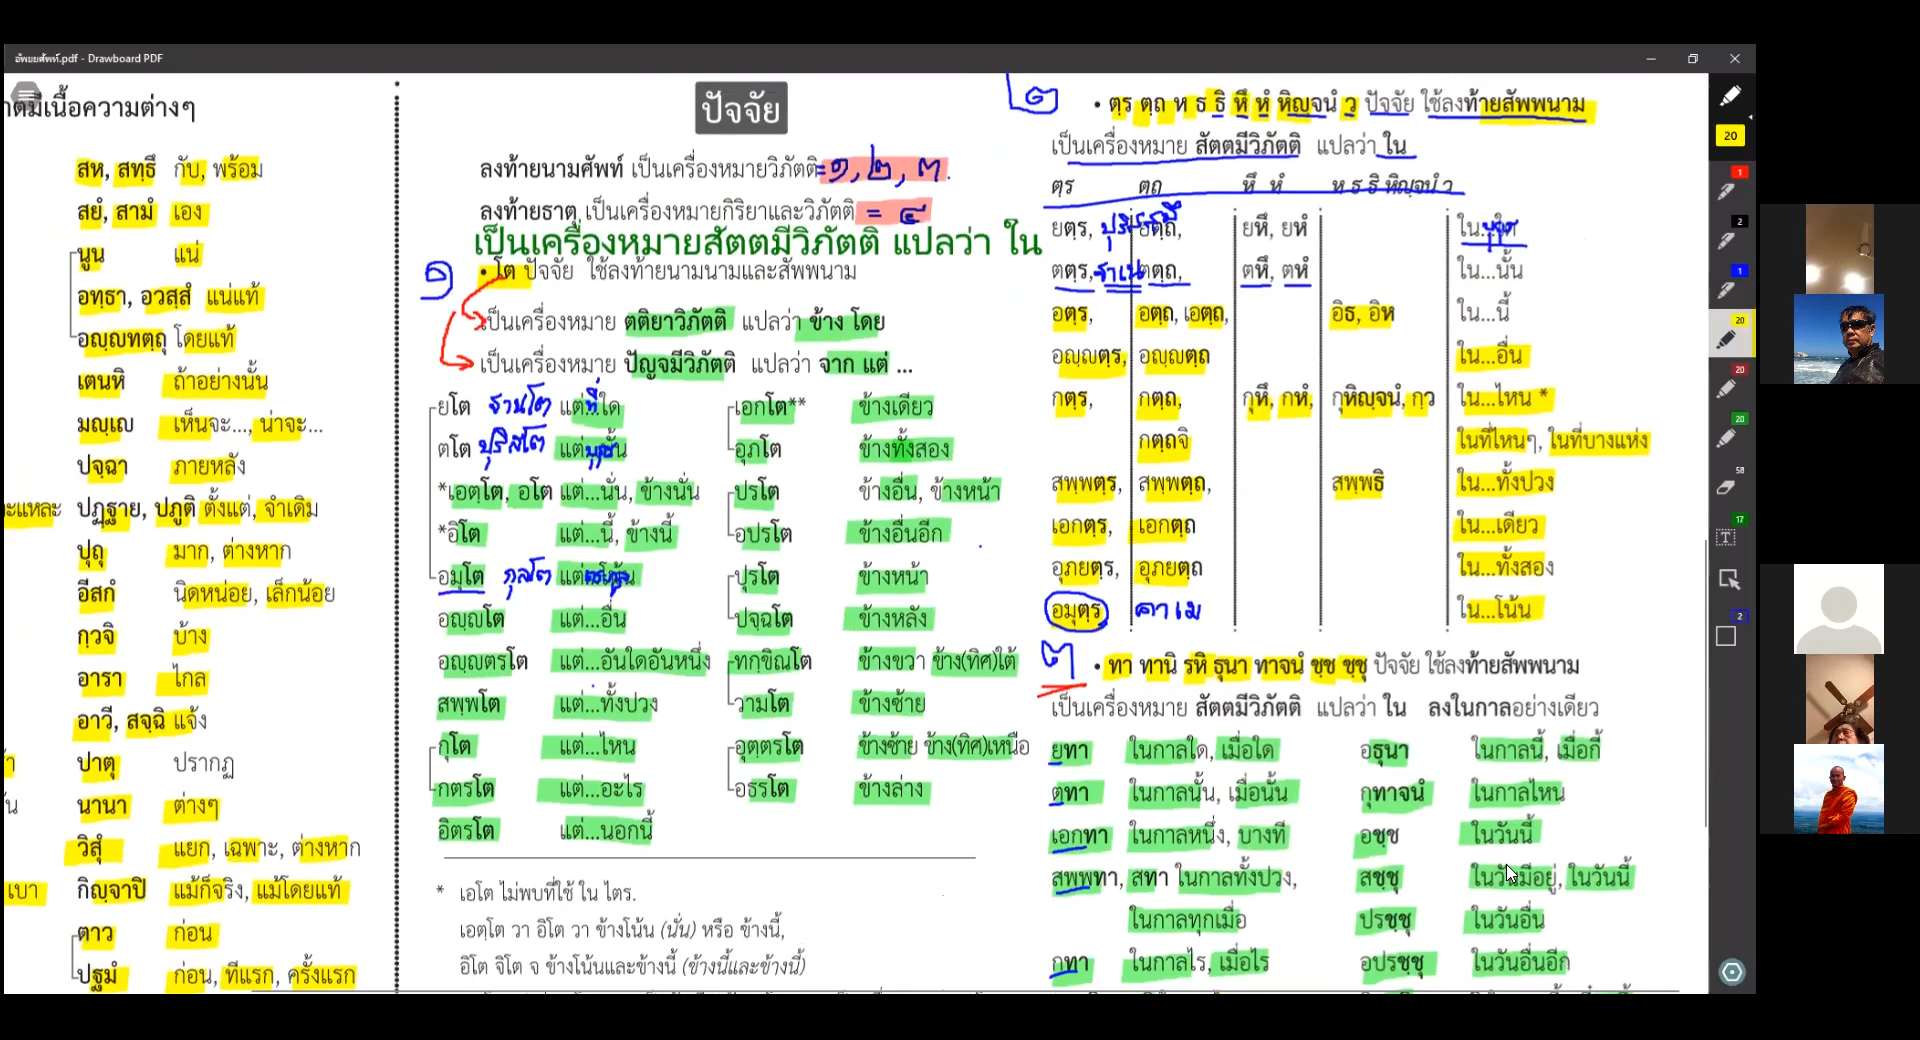 อัพยยศัพท์.pdf - Drawboard PDF
าตมีเนื้อความต่างๆ
สห, สทฺธึ กับ, พร้อม
สยํ, สามํ เอง
นูน แน่
อทฺธา, อวสฺสํ แน่แท้
อญฺญทตฺถุ โดยแท้
เตนหิ ถ้าอย่างนั้น
มญฺเญ เห็นจะ..., น่าจะ...
ปจฺฉา ภายหลัง
ะแหละ ปฏฺฐาย, ปภูติ ตั้งแต่, จำเดิม
ปุถุ มาก, ต่างหาก
อีสกํ นิดหน่อย, เล็กน้อย
กฺวจิ บ้าง
อารา ไกล
อาวี, สจฺฉิ แจ้ง
ปาตุ ปรากฏ
นานา ต่างๆ
วิสุํ แยก, เฉพาะ, ต่างหาก
เบา กิญฺจาปิ แม้ก็จริง, แม้โดยแท้
ตาว ก่อน
ปฐมํ ก่อน, ทีแรก, ครั้งแรก
ปัจจัย
ลงท้ายนามศัพท์ เป็นเครื่องหมายวิภัตติ =๑, ๒, ๓.
ลงท้ายธาตุ เป็นเครื่องหมายกิริยาและวิภัตติ = ๔
เป็นเครื่องหมายสัตตมีวิภัตติ แปลว่า ใน
๑ • โต ปัจจัย ใช้ลงท้ายนามนามและสัพพนาม
เป็นเครื่องหมาย ตติยาวิภัตติ แปลว่า ข้าง โดย
เป็นเครื่องหมาย ปัญจมีวิภัตติ แปลว่า จาก แต่ ...
ยโต ฐานโต แต่ที่...ใด เอกโต** ข้างเดียว
ตโต ปุริสโต แต่...นั้น อุภโต ข้างทั้งสอง
*เอตฺโต, อโต แต่...นั่น, ข้างนั่น ปรโต ข้างอื่น, ข้างหน้า
*อิโต แต่...นี้, ข้างนี้ อปรโต ข้างอื่นอีก
อมุโต กุลโต แต่...โน้น ปุรโต ข้างหน้า
อญฺญโต แต่...อื่น ปจฺฉโต ข้างหลัง
อญฺญตรโต แต่...อันใดอันหนึ่ง ทกฺขิณโต ข้างขวา ข้าง(ทิศ)ใต้
สพฺพโต แต่...ทั้งปวง วามโต ข้างซ้าย
กุโต แต่...ไหน อุตฺตรโต ข้างซ้าย ข้าง(ทิศ)เหนือ
กตรโต แต่...อะไร อธรโต ข้างล่าง
อิตรโต แต่...นอกนี้
* เอโต ไม่พบที่ใช้ ใน ไตร.
เอตฺโต วา อิโต วา ข้างโน้น (นั่น) หรือ ข้างนี้,
อิโต จิโต จ ข้างโน้นและข้างนี้ (ข้างนี้และข้างนี้)
๒ • ตฺร ตฺถ ห ธ ธิ หึ หํ หิญฺจนํ ว ปัจจัย ใช้ลงท้ายสัพพนาม
เป็นเครื่องหมาย สัตตมีวิภัตติ แปลว่า ใน
ตฺร ตฺถ หึ หํ ห ธ ธิ หิญฺจนํ ว
ยตฺร, ยตฺถ, ยหึ, ยหํ ใน...ใด
ตตฺร, ฐาเน ตตฺถ, ตหึ, ตหํ ใน...นั้น
อตฺร, อตฺถ, เอตฺถ, อิธ, อิห ใน...นี้
อญฺญตฺร, อญฺญตฺถ ใน...อื่น
กตฺร, กตฺถ, กุหึ, กหํ, กุหิญฺจนํ, กฺว ใน...ไหน *
กตฺถจิ ในที่ไหนๆ, ในที่บางแห่ง
สพฺพตฺร, สพฺพตฺถ, สพฺพธิ ใน...ทั้งปวง
เอกตฺร, เอกตฺถ ใน...เดียว
อุภยตฺร, อุภยตฺถ ใน...ทั้งสอง
อมุตฺร คาเม ใน...โน้น
๓ • ทา ทานิ รหิ ธุนา ทาจนํ ชฺช ชฺชุ ปัจจัย ใช้ลงท้ายสัพพนาม
เป็นเครื่องหมาย สัตตมีวิภัตติ แปลว่า ใน ลงในกาลอย่างเดียว
ยทา ในกาลใด, เมื่อใด อธุนา ในกาลนี้, เมื่อกี้
ตทา ในกาลนั้น, เมื่อนั้น กุทาจนํ ในกาลไหน
เอกทา ในกาลหนึ่ง, บางที อชฺช ในวันนี้
สพฺพทา, สทา ในกาลทั้งปวง, สชฺชุ ในวันมีอยู่, ในวันนี้
ในกาลทุกเมื่อ ปรชฺชุ ในวันอื่น
กทา ในกาลไร, เมื่อไร อปรชฺชุ ในวันอื่นอีก
20
1
2
1
20
20
20
58
17
2